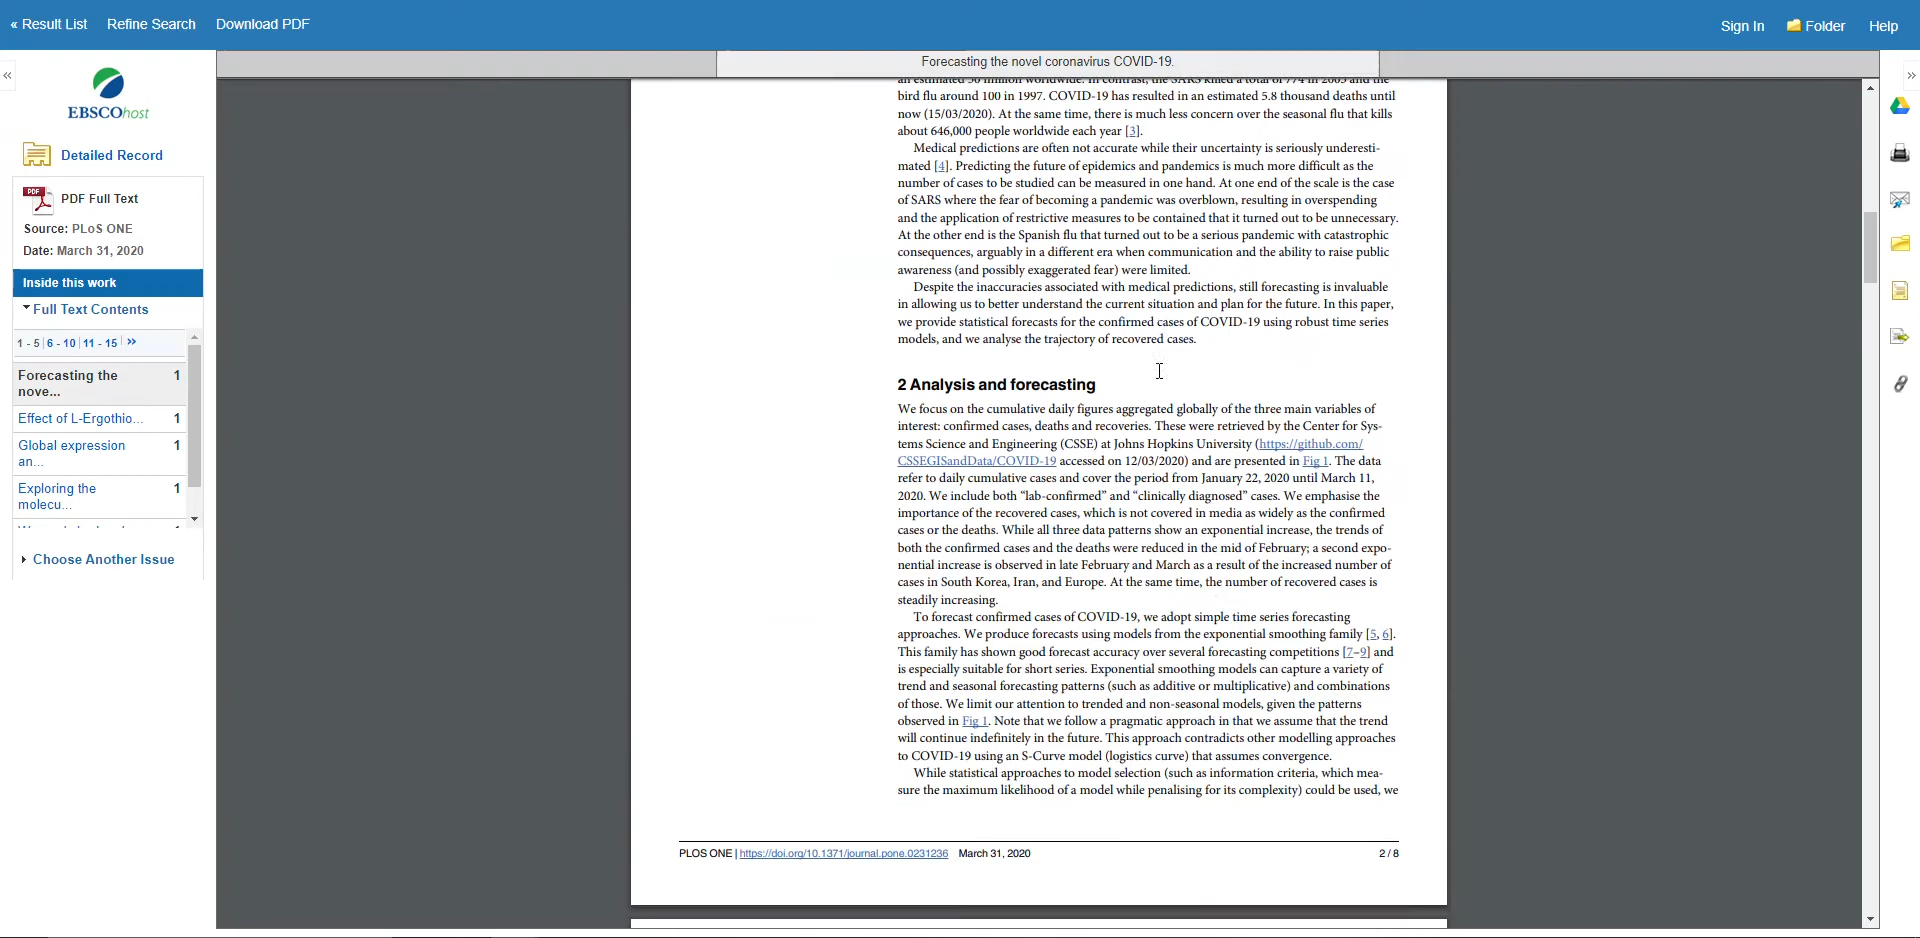 « Result List Refine Search Download PDF
Sign In Folder Help
Forecasting the novel coronavirus COVID-19.
«
»
EBSCOhost
Detailed Record
PDF PDF Full Text
Source: PLoS ONE
Date: March 31, 2020
Inside this work
Full Text Contents
1 - 5 | 6 - 10 | 11 - 15 | »
Forecasting the 1
nove...
Effect of L-Ergothio... 1
Global expression 1
an...
Exploring the 1
molecu...
Choose Another Issue
an estimated 50 million worldwide. In contrast, the SARS killed a total of 774 in 2003 and the
bird flu around 100 in 1997. COVID-19 has resulted in an estimated 5.8 thousand deaths until
now (15/03/2020). At the same time, there is much less concern over the seasonal flu that kills
about 646,000 people worldwide each year [3].
Medical predictions are often not accurate while their uncertainty is seriously underesti-
mated [4]. Predicting the future of epidemics and pandemics is much more difficult as the
number of cases to be studied can be measured in one hand. At one end of the scale is the case
of SARS where the fear of becoming a pandemic was overblown, resulting in overspending
and the application of restrictive measures to be contained that it turned out to be unnecessary.
At the other end is the Spanish flu that turned out to be a serious pandemic with catastrophic
consequences, arguably in a different era when communication and the ability to raise public
awareness (and possibly exaggerated fear) were limited.
Despite the inaccuracies associated with medical predictions, still forecasting is invaluable
in allowing us to better understand the current situation and plan for the future. In this paper,
we provide statistical forecasts for the confirmed cases of COVID-19 using robust time series
models, and we analyse the trajectory of recovered cases.
2 Analysis and forecasting
We focus on the cumulative daily figures aggregated globally of the three main variables of
interest: confirmed cases, deaths and recoveries. These were retrieved by the Center for Sys-
tems Science and Engineering (CSSE) at Johns Hopkins University (https://github.com/
CSSEGISandData/COVID-19 accessed on 12/03/2020) and are presented in Fig 1. The data
refer to daily cumulative cases and cover the period from January 22, 2020 until March 11,
2020. We include both “lab-confirmed” and “clinically diagnosed” cases. We emphasise the
importance of the recovered cases, which is not covered in media as widely as the confirmed
cases or the deaths. While all three data patterns show an exponential increase, the trends of
both the confirmed cases and the deaths were reduced in the mid of February; a second expo-
nential increase is observed in late February and March as a result of the increased number of
cases in South Korea, Iran, and Europe. At the same time, the number of recovered cases is
steadily increasing.
To forecast confirmed cases of COVID-19, we adopt simple time series forecasting
approaches. We produce forecasts using models from the exponential smoothing family [5, 6].
This family has shown good forecast accuracy over several forecasting competitions [7–9] and
is especially suitable for short series. Exponential smoothing models can capture a variety of
trend and seasonal forecasting patterns (such as additive or multiplicative) and combinations
of those. We limit our attention to trended and non-seasonal models, given the patterns
observed in Fig 1. Note that we follow a pragmatic approach in that we assume that the trend
will continue indefinitely in the future. This approach contradicts other modelling approaches
to COVID-19 using an S-Curve model (logistics curve) that assumes convergence.
While statistical approaches to model selection (such as information criteria, which mea-
sure the maximum likelihood of a model while penalising for its complexity) could be used, we
PLOS ONE | https://doi.org/10.1371/journal.pone.0231236 March 31, 2020 2 / 8